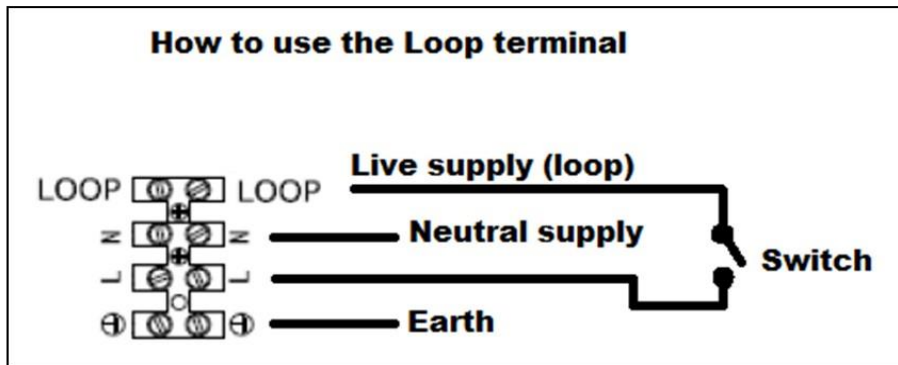 How to use the Loop terminal
Live supply (loop)
LOOP LOOP
N N Neutral supply
L L Switch
Earth